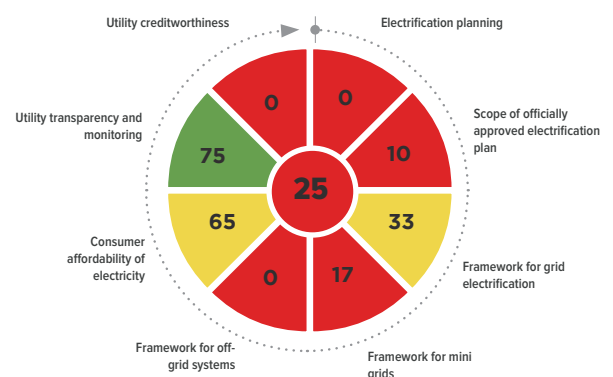 Utility creditworthiness
Electrification planning
0
0
Utility transparency and
monitoring
Scope of officially
approved electrification
plan
75
10
25
65
33
Consumer
affordability of
electricity
Framework for grid
electrification
0
17
Framework for off-
grid systems
Framework for mini
grids